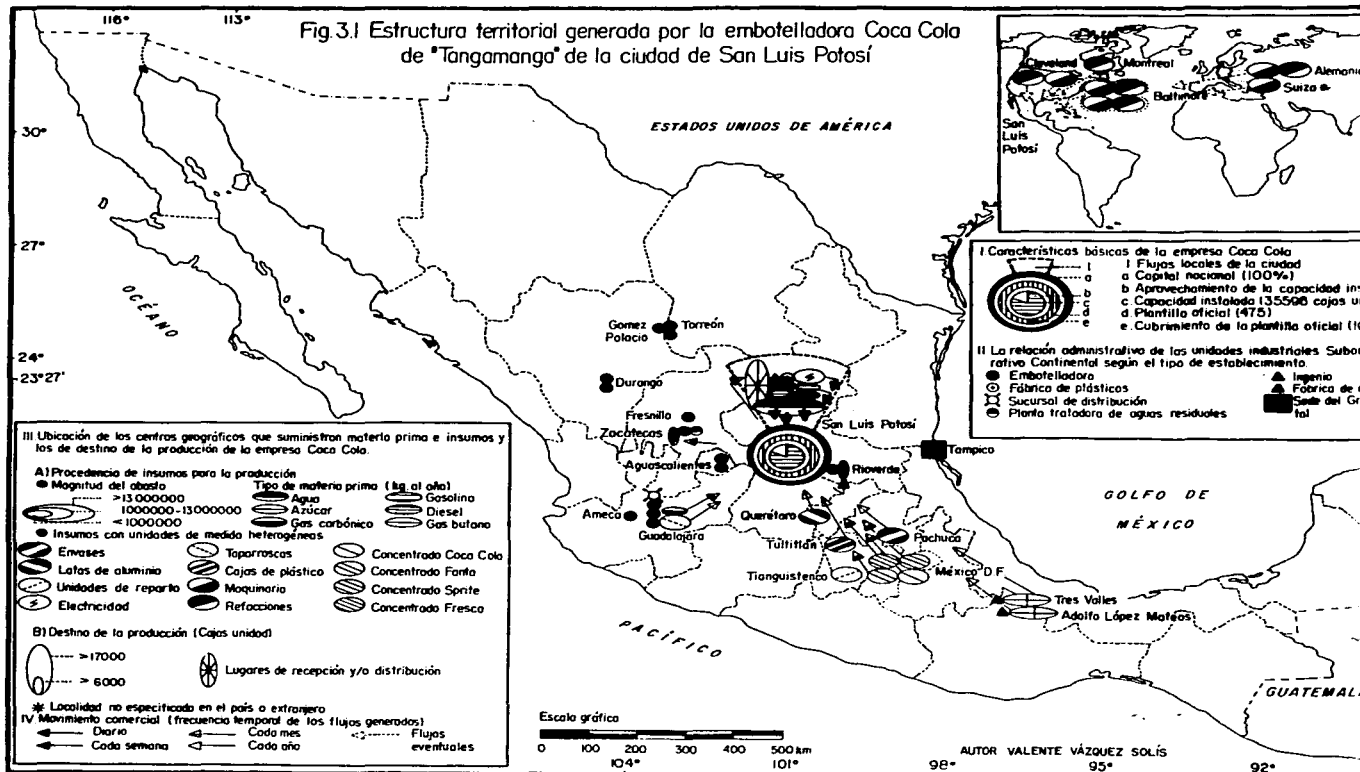 116°
113°
Fig. 3.1 Estructura territorial generada por la embotelladora Coca Cola
de "Tangamanga" de la ciudad de San Luis Potosí
30°
27°
24°
23°27'
OCÉANO
PACÍFICO
ESTADOS UNIDOS DE AMÉRICA
GOLFO DE
MÉXICO
GUATEMALA
Gomez
Palacio
Torreón
Durango
Fresnillo
Zacatecas
Aguascalientes
Ameca
Guadalajara
San Luis Potosí
Rioverde
Tampico
Querétaro
Tultitlán
Pachuca
Tianguistenco
México D.F.
Tres Valles
Adolfo López Mateos
Cleveland
Montreal
Baltimore
Alemania
Suiza
San
Luis
Potosí
I Características básicas de la empresa Coca Cola
l
a
b
c
d
e
l Flujos locales de la ciudad
a Capital nacional (100%)
b Aprovechamiento de la capacidad ins
c. Capacidad instalada (35598 cajas un
d. Plantilla oficial (475)
e. Cubrimiento de la plantilla oficial (10
II La relación administrativa de las unidades industriales Subor
rativo Continental según el tipo de establecimiento.
Embotelladora
Fábrica de plásticos
Sucursal de distribución
Planta tratadora de aguas residuales
Ingenio
Fabrica de
Sede del Gr
tal
III Ubicación de los centros geográficos que suministran materia prima e insumos y
los de destino de la producción de la empresa Coca Cola.
A) Procedencia de insumos para la producción
Magnitud del abasto
>13000000
1000000-13000000
<1000000
Tipo de materia prima (kg. al año)
Agua
Azúcar
Gas carbónico
Gasolina
Diesel
Gas butano
Insumos con unidades de medida heterogéneas
Envases
Latas de aluminio
Unidades de reparto
Electricidad
Taparroscas
Cajas de plástico
Maquinaria
Refacciones
Concentrado Coca Cola
Concentrado Fanta
Concentrado Sprite
Concentrado Fresca
B) Destino de la producción (Cajas unidad)
>17000
>6000
Lugares de recepción y/o distribución
* Localidad no especificada en el país o extranjero
IV Movimiento comercial (frecuencia temporal de los flujos generados)
Diario
Cada semana
Cada mes
Cada año
Flujos
eventuales
Escala gráfica
0 100 200 300 400 500 km
AUTOR VALENTE VÁZQUEZ SOLÍS
104°
101°
98°
95°
92°